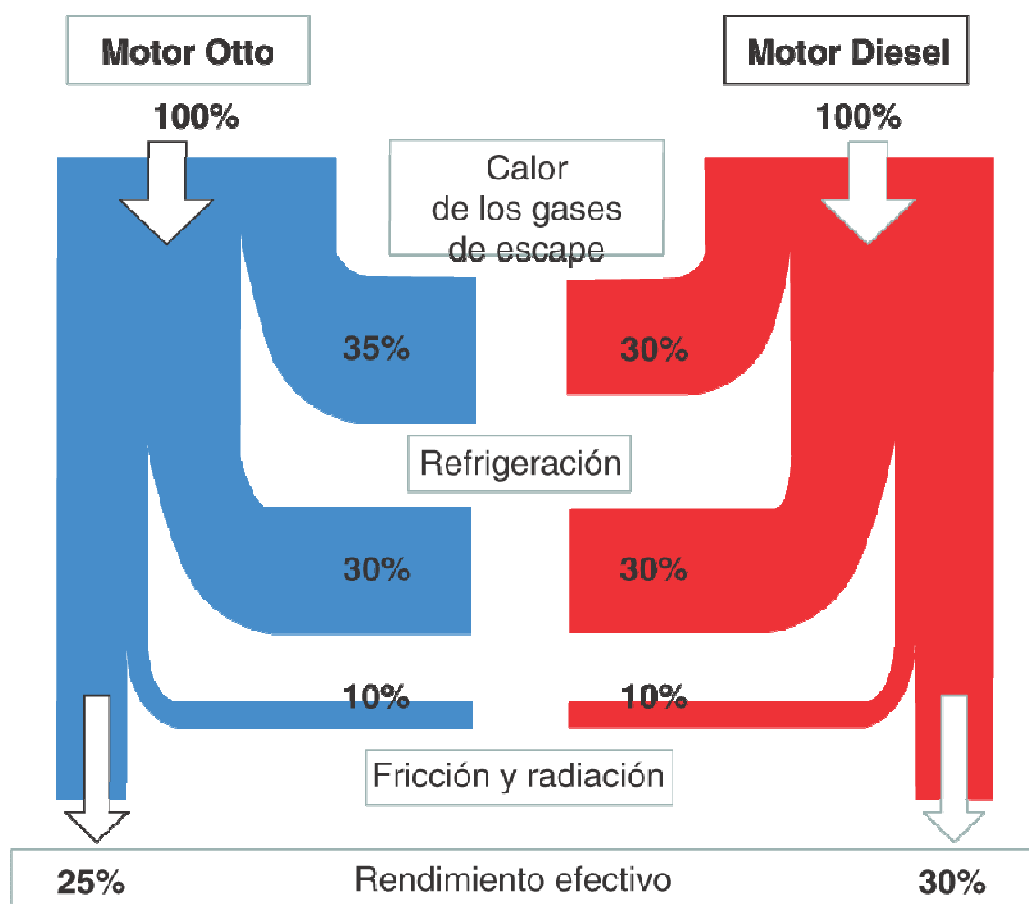 Motor Otto
Motor Diesel
100%
100%
Calor
de los gases
de escape
35%
30%
Refrigeración
30%
30%
10%
10%
Fricción y radiación
25%
Rendimiento efectivo
30%